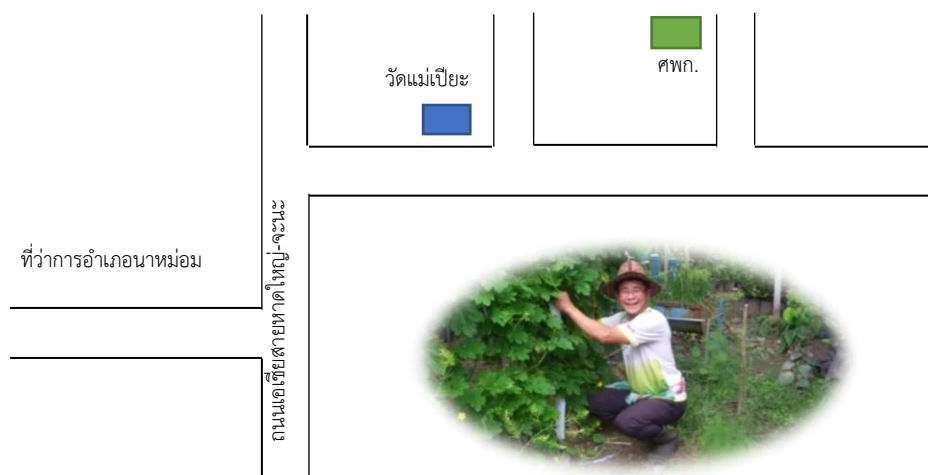 ศพก.
วัดแม่เปียะ
ที่ว่าการอำเภอนาหม่อม
ถนนเอเชียสายหาดใหญ่-จะนะ